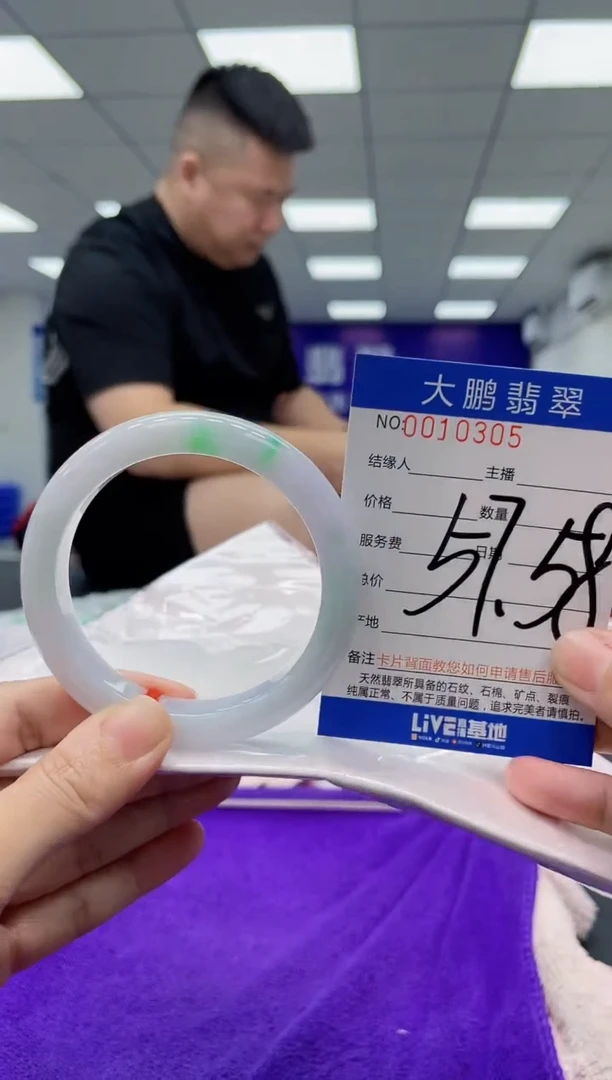 大鹏翡翠
NO:0010305
结缘人 主播
价格 数量
服务费 日期
总价
产地
57.58
备注 卡片背面教您如何申请售后服
天然翡翠所具备的石纹、石棉、矿点、裂痕
纯属正常、不属于质量问题，追求完美者请慎拍。
LiVE 基地
翡